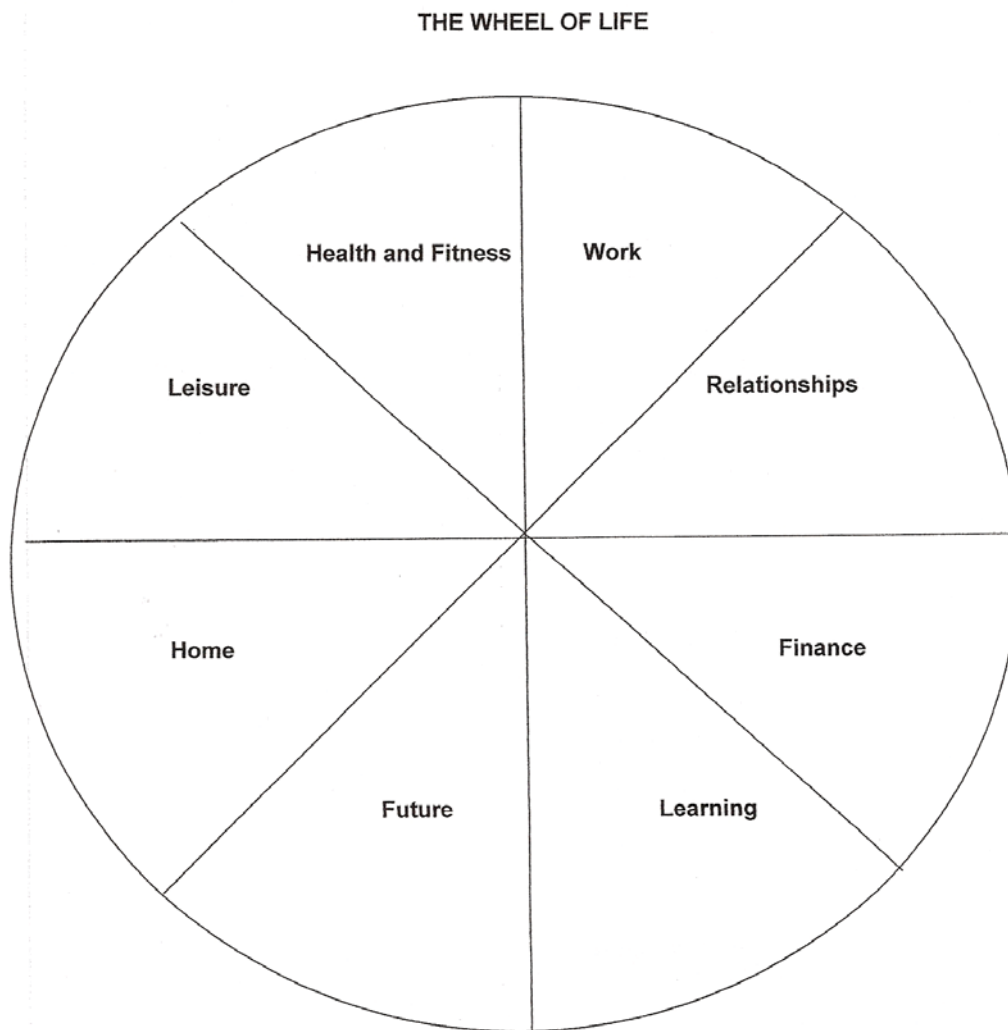 THE WHEEL OF LIFE
Health and Fitness
Work
Leisure
Relationships
Home
Finance
Future
Learning